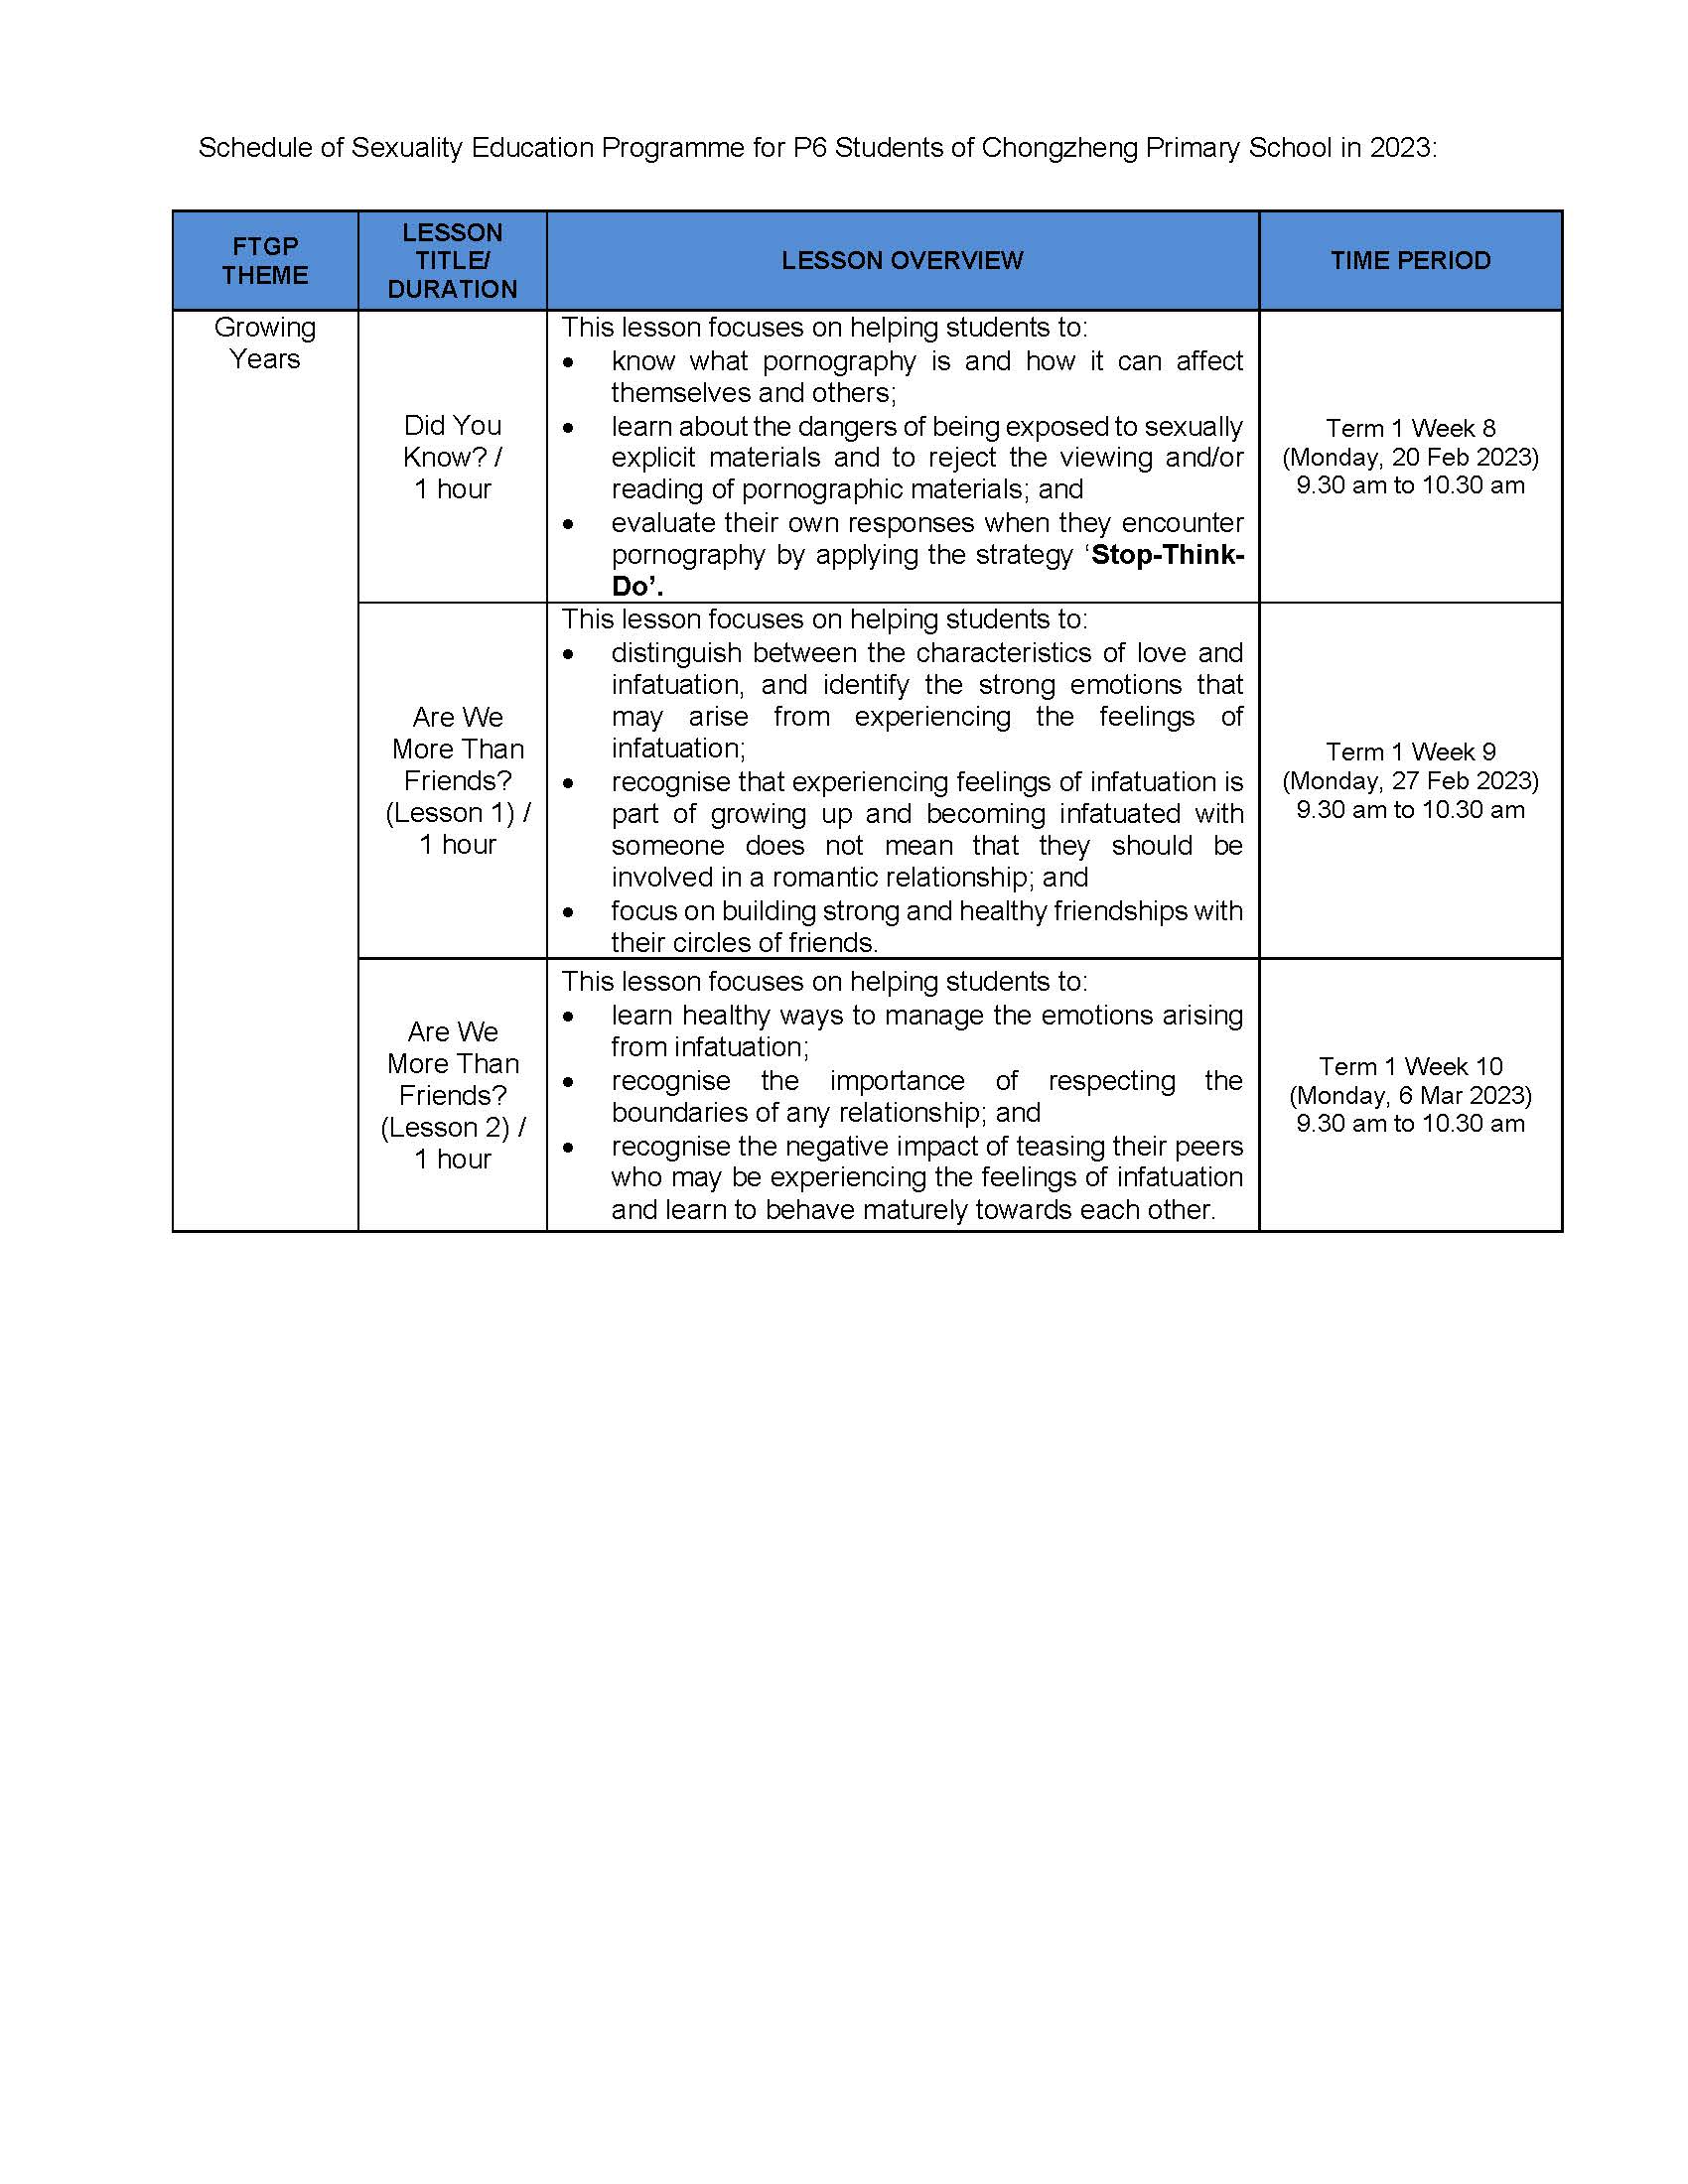 Schedule of Sexuality Education Programme for P6 Students of Chongzheng Primary School in 2023:
FTGP
THEME
LESSON
TITLE/
DURATION
LESSON OVERVIEW
TIME PERIOD
Growing
Years
Did You
Know? /
1 hour
This lesson focuses on helping students to:
• know what pornography is and how it can affect
themselves and others;
• learn about the dangers of being exposed to sexually
explicit materials and to reject the viewing and/or
reading of pornographic materials; and
• evaluate their own responses when they encounter
pornography by applying the strategy ‘Stop-Think-
Do’.
Term 1 Week 8
(Monday, 20 Feb 2023)
9.30 am to 10.30 am
Are We
More Than
Friends?
(Lesson 1) /
1 hour
This lesson focuses on helping students to:
• distinguish between the characteristics of love and
infatuation, and identify the strong emotions that
may arise from experiencing the feelings of
infatuation;
• recognise that experiencing feelings of infatuation is
part of growing up and becoming infatuated with
someone does not mean that they should be
involved in a romantic relationship; and
• focus on building strong and healthy friendships with
their circles of friends.
Term 1 Week 9
(Monday, 27 Feb 2023)
9.30 am to 10.30 am
Are We
More Than
Friends?
(Lesson 2) /
1 hour
This lesson focuses on helping students to:
• learn healthy ways to manage the emotions arising
from infatuation;
• recognise the importance of respecting the
boundaries of any relationship; and
• recognise the negative impact of teasing their peers
who may be experiencing the feelings of infatuation
and learn to behave maturely towards each other.
Term 1 Week 10
(Monday, 6 Mar 2023)
9.30 am to 10.30 am